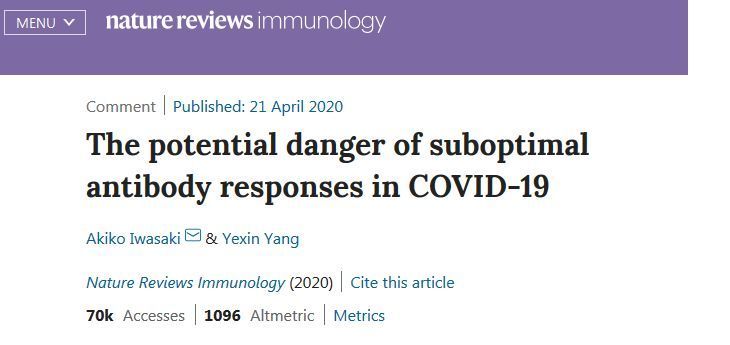 MENU nature reviews immunology
Comment Published: 21 April 2020
The potential danger of suboptimal
antibody responses in COVID-19
Akiko Iwasaki & Yexin Yang
Nature Reviews Immunology (2020) Cite this article
70k Accesses 1096 Altmetric Metrics